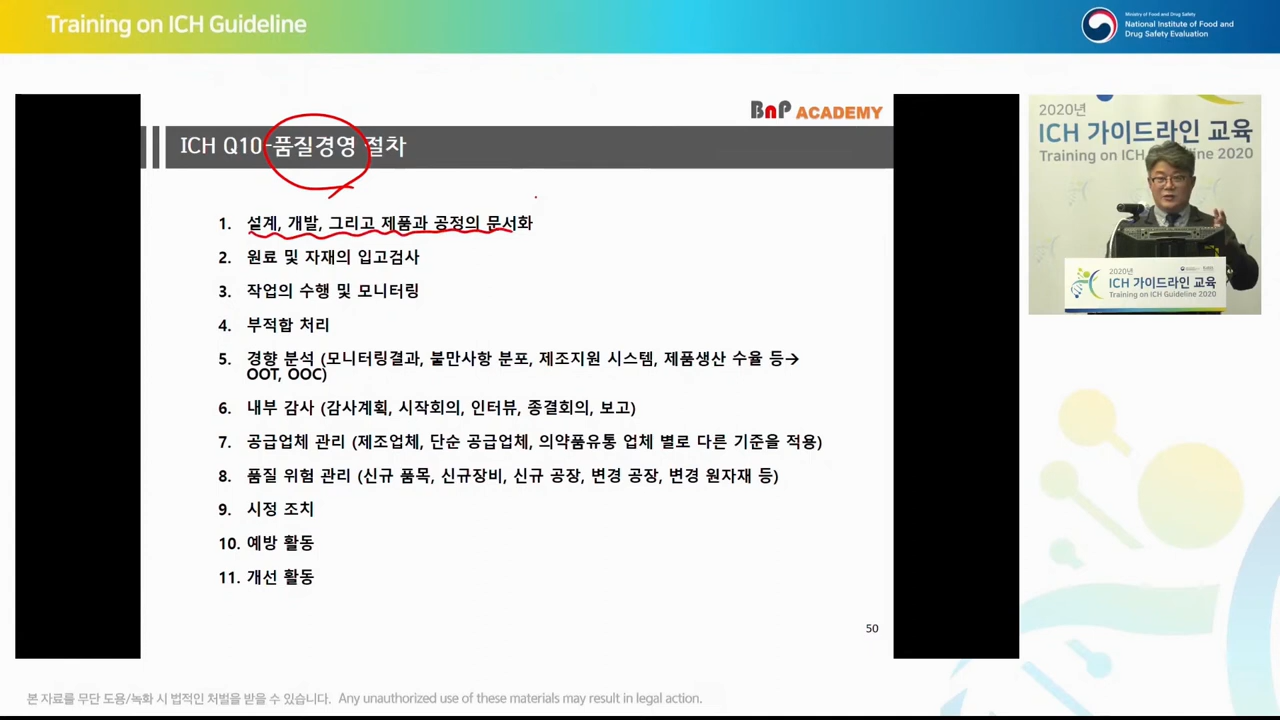 Training on ICH Guideline
Ministry of Food and Drug Safety
National Institute of Food and
Drug Safety Evaluation
BnP ACADEMY
ICH Q10-품질경영 절차
1. 설계, 개발, 그리고 제품과 공정의 문서화
2. 원료 및 자재의 입고검사
3. 작업의 수행 및 모니터링
4. 부적합 처리
5. 경향 분석 (모니터링결과, 불만사항 분포, 제조지원 시스템, 제품생산 수율 등→
OOT, OOC)
6. 내부 감사 (감사계획, 시작회의, 인터뷰, 종결회의, 보고)
7. 공급업체 관리 (제조업체, 단순 공급업체, 의약품유통 업체 별로 다른 기준을 적용)
8. 품질 위험 관리 (신규 품목, 신규장비, 신규 공장, 변경 공장, 변경 원자재 등)
9. 시정 조치
10. 예방 활동
11. 개선 활동
50
2020년
ICH 가이드라인 교육
Training on ICH ne 2020
2020년
ICH 가이드라인 교육
Training on ICH Guideline 2020
본 자료를 무단 도용/녹화 시 법적인 처벌을 받을 수 있습니다. Any unauthorized use of these materials may result in legal action.